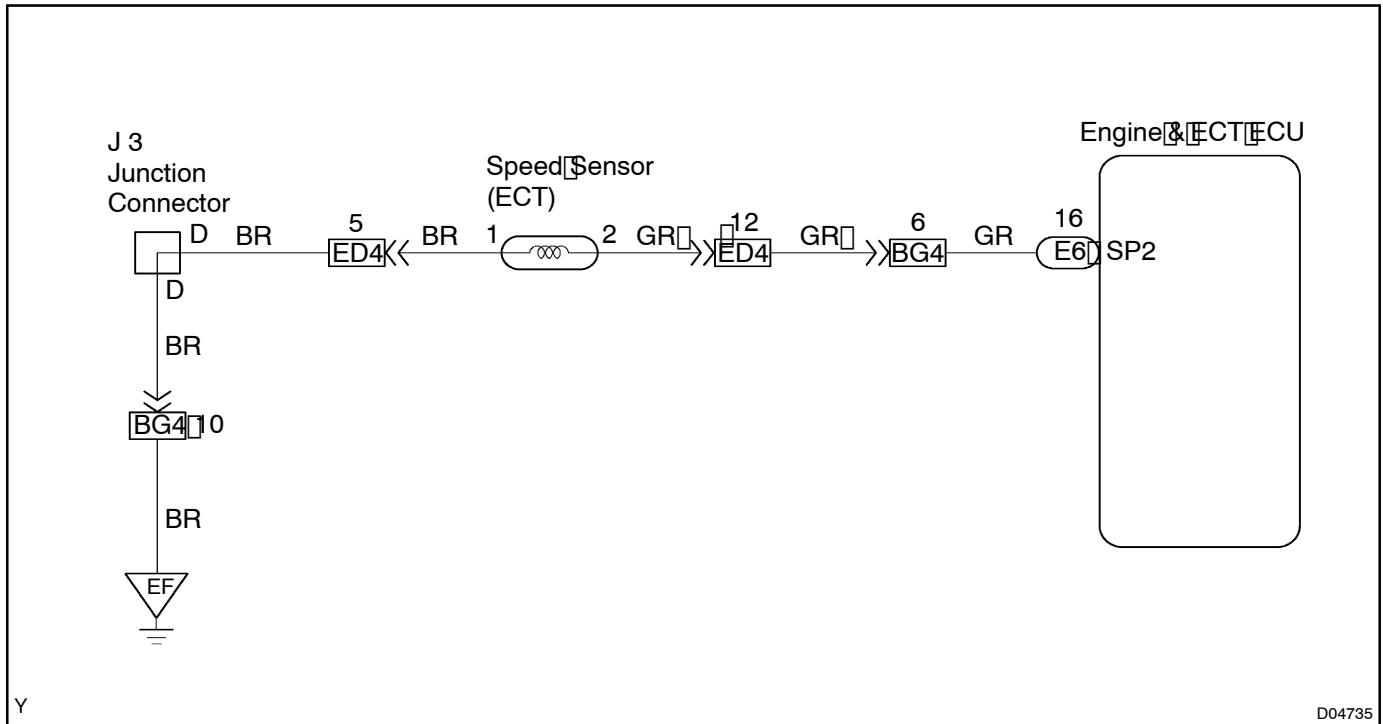 J 3
Junction
Connector
Speed Sensor
(ECT)
Engine & ECT ECU
D
BR
5
ED4
BR
1
2
GR
12
ED4
GR
6
BG4
GR
16
E6
SP2
D
BR
BG4 10
BR
EF
Y
D04735